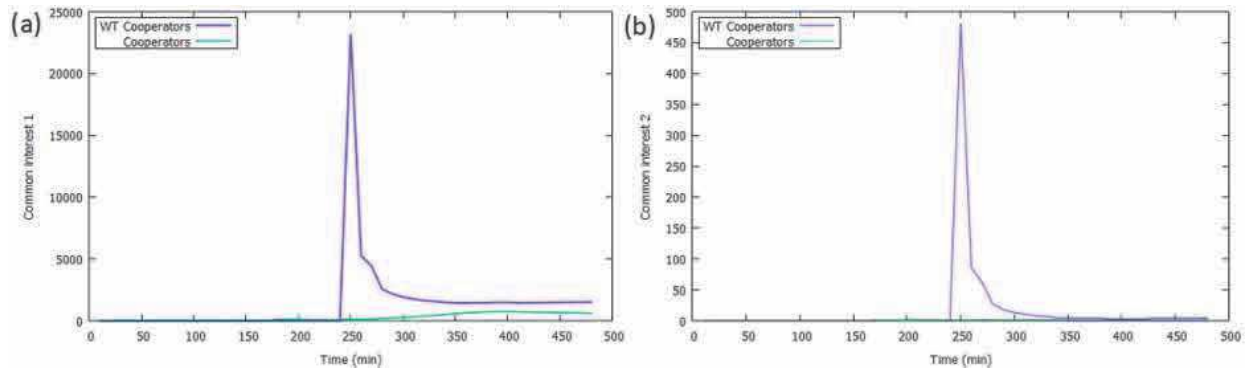 (a)
WT Cooperators
Cooperators
Common interest 1
25000
20000
15000
10000
5000
0
0 50 100 150 200 250 300 350 400 450 500
Time (min)
(b)
WT Cooperators
Cooperators
Common interest 2
500
450
400
350
300
250
200
150
100
50
0
0 50 100 150 200 250 300 350 400 450 500
Time (min)